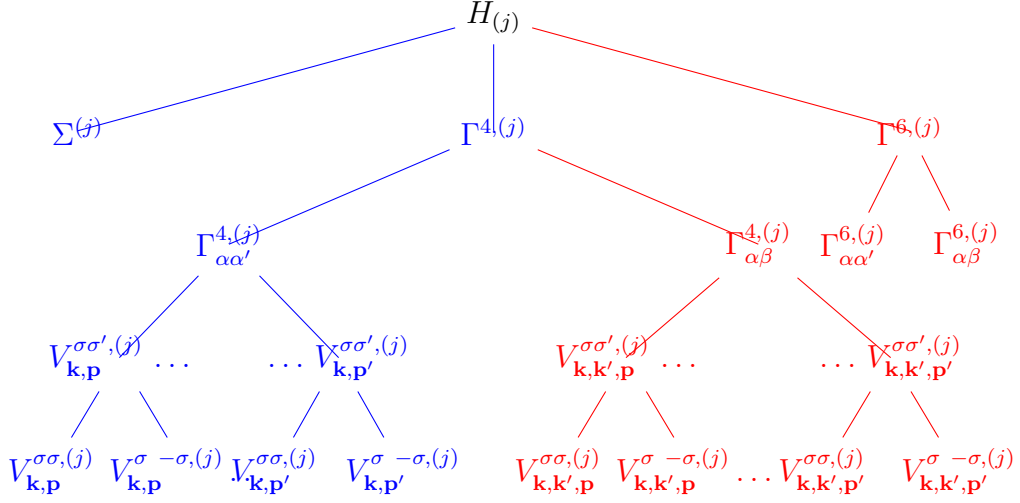 H_{(j)}
Σ^{(j)} Γ^{4,(j)} Γ^{6,(j)}
Γ^{4,(j)}_{αα′} Γ^{4,(j)}_{αβ} Γ^{6,(j)}_{αα′} Γ^{6,(j)}_{αβ}
V^{σσ′,(j)}_{𝐤,𝐩} … … V^{σσ′,(j)}_{𝐤,𝐩′} V^{σσ′,(j)}_{𝐤,𝐤′,𝐩} … … V^{σσ′,(j)}_{𝐤,𝐤′,𝐩′}
V^{σσ,(j)}_{𝐤,𝐩} V^{σ −σ,(j)}_{𝐤,𝐩} … V^{σσ,(j)}_{𝐤,𝐩′} V^{σ −σ,(j)}_{𝐤,𝐩′} V^{σσ,(j)}_{𝐤,𝐤′,𝐩} V^{σ −σ,(j)}_{𝐤,𝐤′,𝐩} … V^{σσ,(j)}_{𝐤,𝐤′,𝐩′} V^{σ −σ,(j)}_{𝐤,𝐤′,𝐩′}